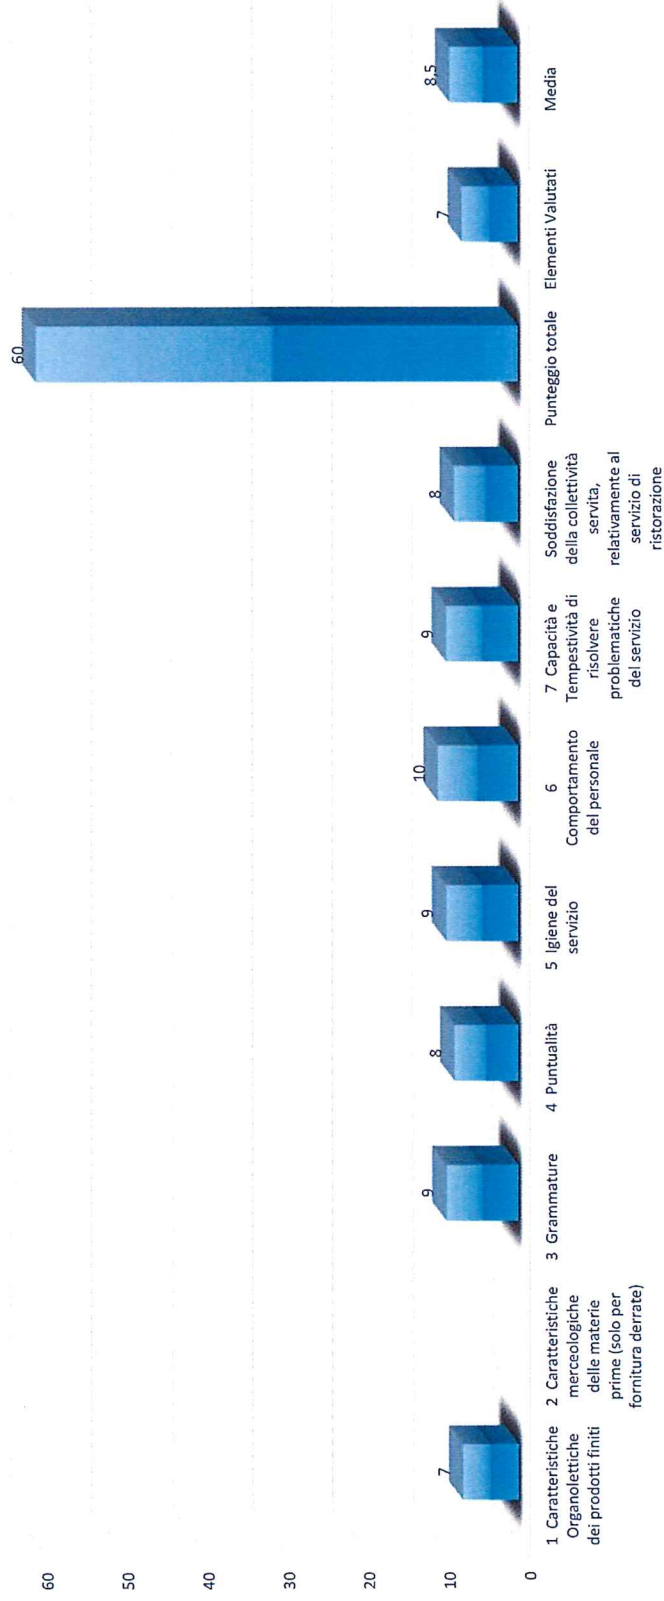 60
50
40
30
20
10
0
7
9
8
9
10
9
8
60
7
8,5
1 Caratteristiche
Organolettiche
dei prodotti finiti
2 Caratteristiche
merceologiche
delle materie
prime (solo per
fornitura derrate)
3 Grammature
4 Puntualità
5 Igiene del
servizio
6
Comportamento
del personale
7 Capacità e
Tempestività di
risolvere
problematiche
del servizio
Soddisfazione
della collettività
servita,
relativamente al
servizio di
ristorazione
Punteggio totale
Elementi Valutati
Media